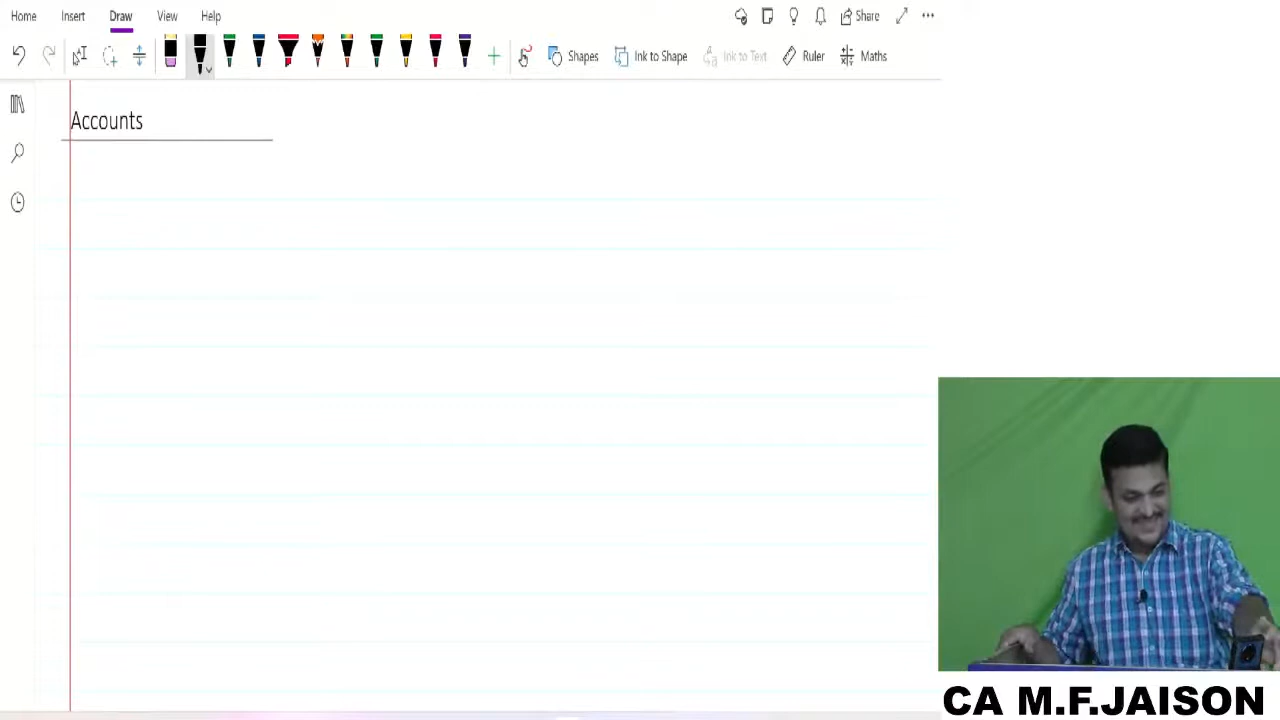 Home Insert Draw View Help Share
Shapes Ink to Shape Ink to Text Ruler Maths
Accounts
CA M.F.JAISON